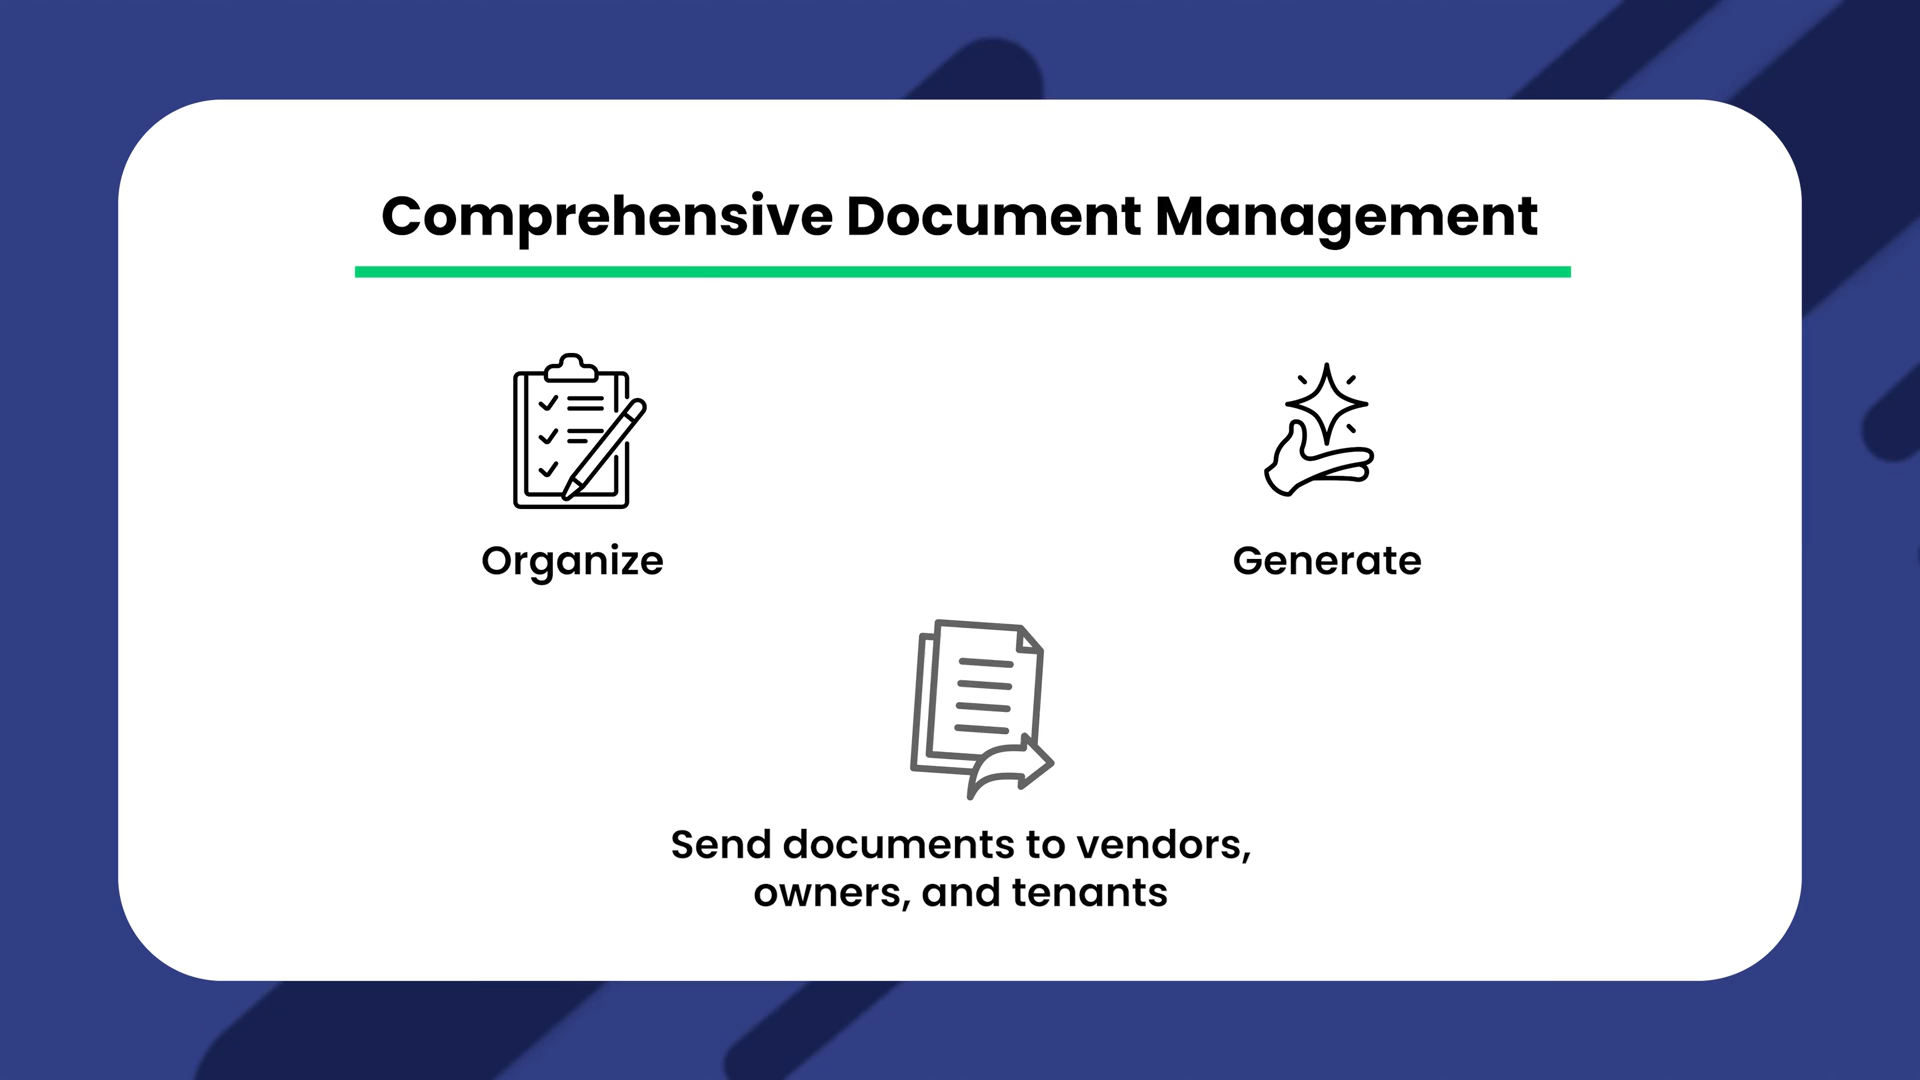 Comprehensive Document Management
Organize
Generate
Send documents to vendors,
owners, and tenants